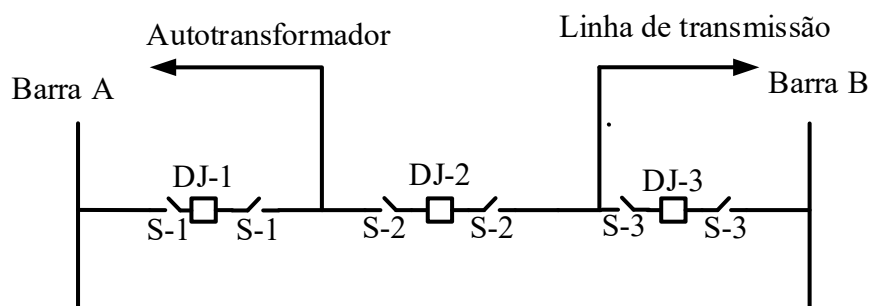 Autotransformador
Linha de transmissão
Barra A
Barra B
DJ-1
DJ-2
DJ-3
S-1
S-1
S-2
S-2
S-3
S-3